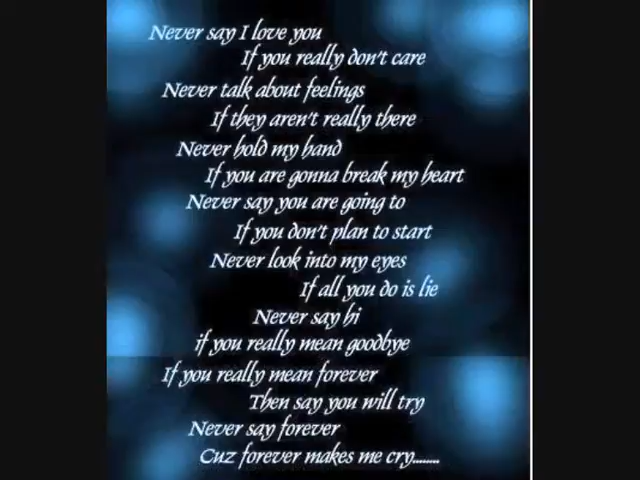 Never say I love you
If you really don't care
Never talk about feelings
If they aren't really there
Never hold my hand
If you are gonna break my heart
Never say you are going to
If you don't plan to start
Never look into my eyes
If all you do is lie
Never say hi
if you really mean goodbye
If you really mean forever
Then say you will try
Never say forever
Cuz forever makes me cry........